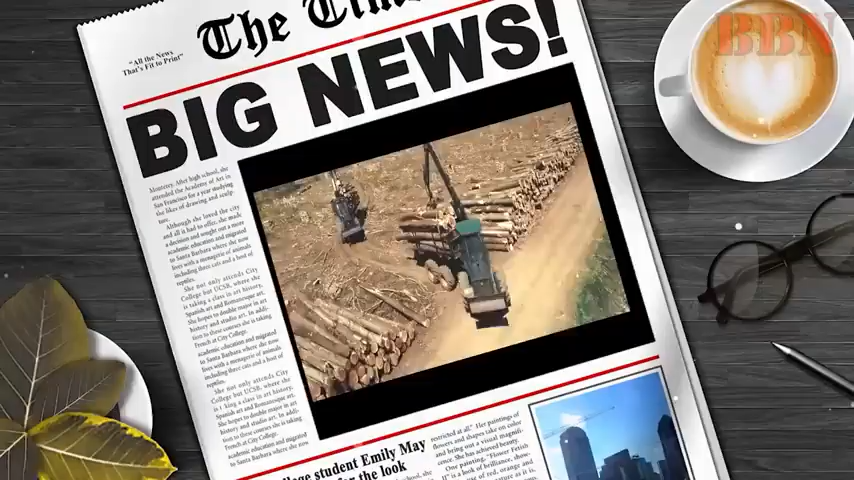 The
BBN
"All the News
That's Fit to Print"
BIG NEWS!
Monterey. After high school, she
attended the Academy of Art in
San Francisco for a year studying
the likes of drawing and sculp-
ture.
Although she loved the city
and all it had to offer, she made
a decision and sought out a more
academic education and migrated
to Santa Barbara where she now
lives with a menagerie of animals
including three cats and a host of
reptiles.
She not only attends City
College but UCSB, where she
is taking a class in art history,
Spanish art and Romanesque art.
She hopes to double major in art
history and studio art. In addi-
tion to these courses she is taking
French at City College.
academic education and migrated
to Santa Barbara where she now
lives with a menagerie of animals
including three cats and a host of
reptiles.
She not only attends City
College but UCSB, where she
is taking a class in art history,
Spanish art and Romanesque art.
She hopes to double major in art
history and studio art. In addi-
tion to these courses she is taking
French at City College.
academic education and migrated
to Santa Barbara where she now
student Emily May
for the look
restricted at all." Her paintings of
flowers and shapes take on color
and bring out a visual magnifi-
cence. She has achieved beauty.
One painting, "Flower Fetish
is a look of brilliance, those
of red, orange and
as it is,